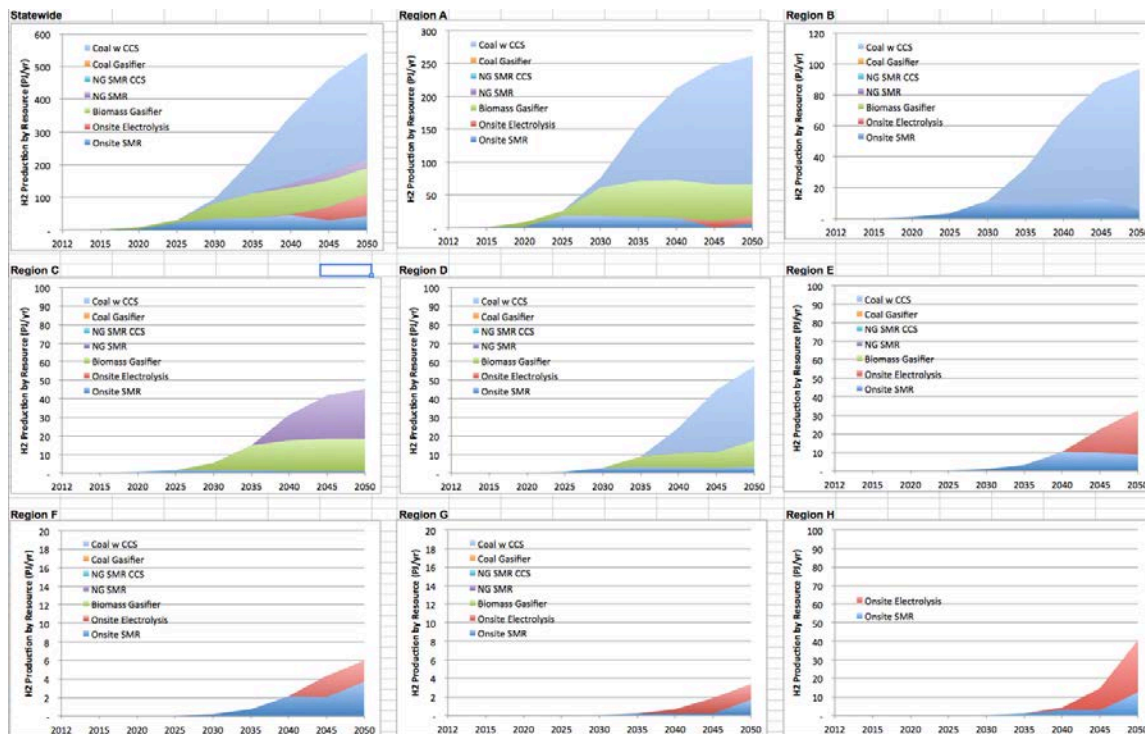 Statewide
H2 Production by Resource (PJ/yr)
600
500
400
300
200
100
-
Coal w CCS
Coal Gasifier
NG SMR CCS
NG SMR
Biomass Gasifier
Onsite Electrolysis
Onsite SMR
2012 2015 2020 2025 2030 2035 2040 2045 2050
Region A
H2 Production by Resource (PJ/yr)
300
250
200
150
100
50
-
Coal w CCS
Coal Gasifier
NG SMR CCS
NG SMR
Biomass Gasifier
Onsite Electrolysis
Onsite SMR
2012 2015 2020 2025 2030 2035 2040 2045 2050
Region B
H2 Production by Resource (PJ/yr)
120
100
80
60
40
20
-
Coal w CCS
Coal Gasifier
NG SMR CCS
NG SMR
Biomass Gasifier
Onsite Electrolysis
Onsite SMR
2012 2015 2020 2025 2030 2035 2040 2045 2050
Region C
H2 Production by Resource (PJ/yr)
100
90
80
70
60
50
40
30
20
10
-
Coal w CCS
Coal Gasifier
NG SMR CCS
NG SMR
Biomass Gasifier
Onsite Electrolysis
Onsite SMR
2012 2015 2020 2025 2030 2035 2040 2045 2050
Region D
H2 Production by Resource (PJ/yr)
100
90
80
70
60
50
40
30
20
10
-
Coal w CCS
Coal Gasifier
NG SMR CCS
NG SMR
Biomass Gasifier
Onsite Electrolysis
Onsite SMR
2012 2015 2020 2025 2030 2035 2040 2045 2050
Region E
H2 Production by Resource (PJ/yr)
100
90
80
70
60
50
40
30
20
10
-
Coal w CCS
Coal Gasifier
NG SMR CCS
NG SMR
Biomass Gasifier
Onsite Electrolysis
Onsite SMR
2012 2015 2020 2025 2030 2035 2040 2045 2050
Region F
H2 Production by Resource (PJ/yr)
20
18
16
14
12
10
8
6
4
2
-
Coal w CCS
Coal Gasifier
NG SMR CCS
NG SMR
Biomass Gasifier
Onsite Electrolysis
Onsite SMR
2012 2015 2020 2025 2030 2035 2040 2045 2050
Region G
H2 Production by Resource (PJ/yr)
20
18
16
14
12
10
8
6
4
2
-
Coal w CCS
Coal Gasifier
NG SMR CCS
NG SMR
Biomass Gasifier
Onsite Electrolysis
Onsite SMR
2012 2015 2020 2025 2030 2035 2040 2045 2050
Region H
H2 Production by Resource (PJ/yr)
100
90
80
70
60
50
40
30
20
10
-
Onsite Electrolysis
Onsite SMR
2012 2015 2020 2025 2030 2035 2040 2045 2050